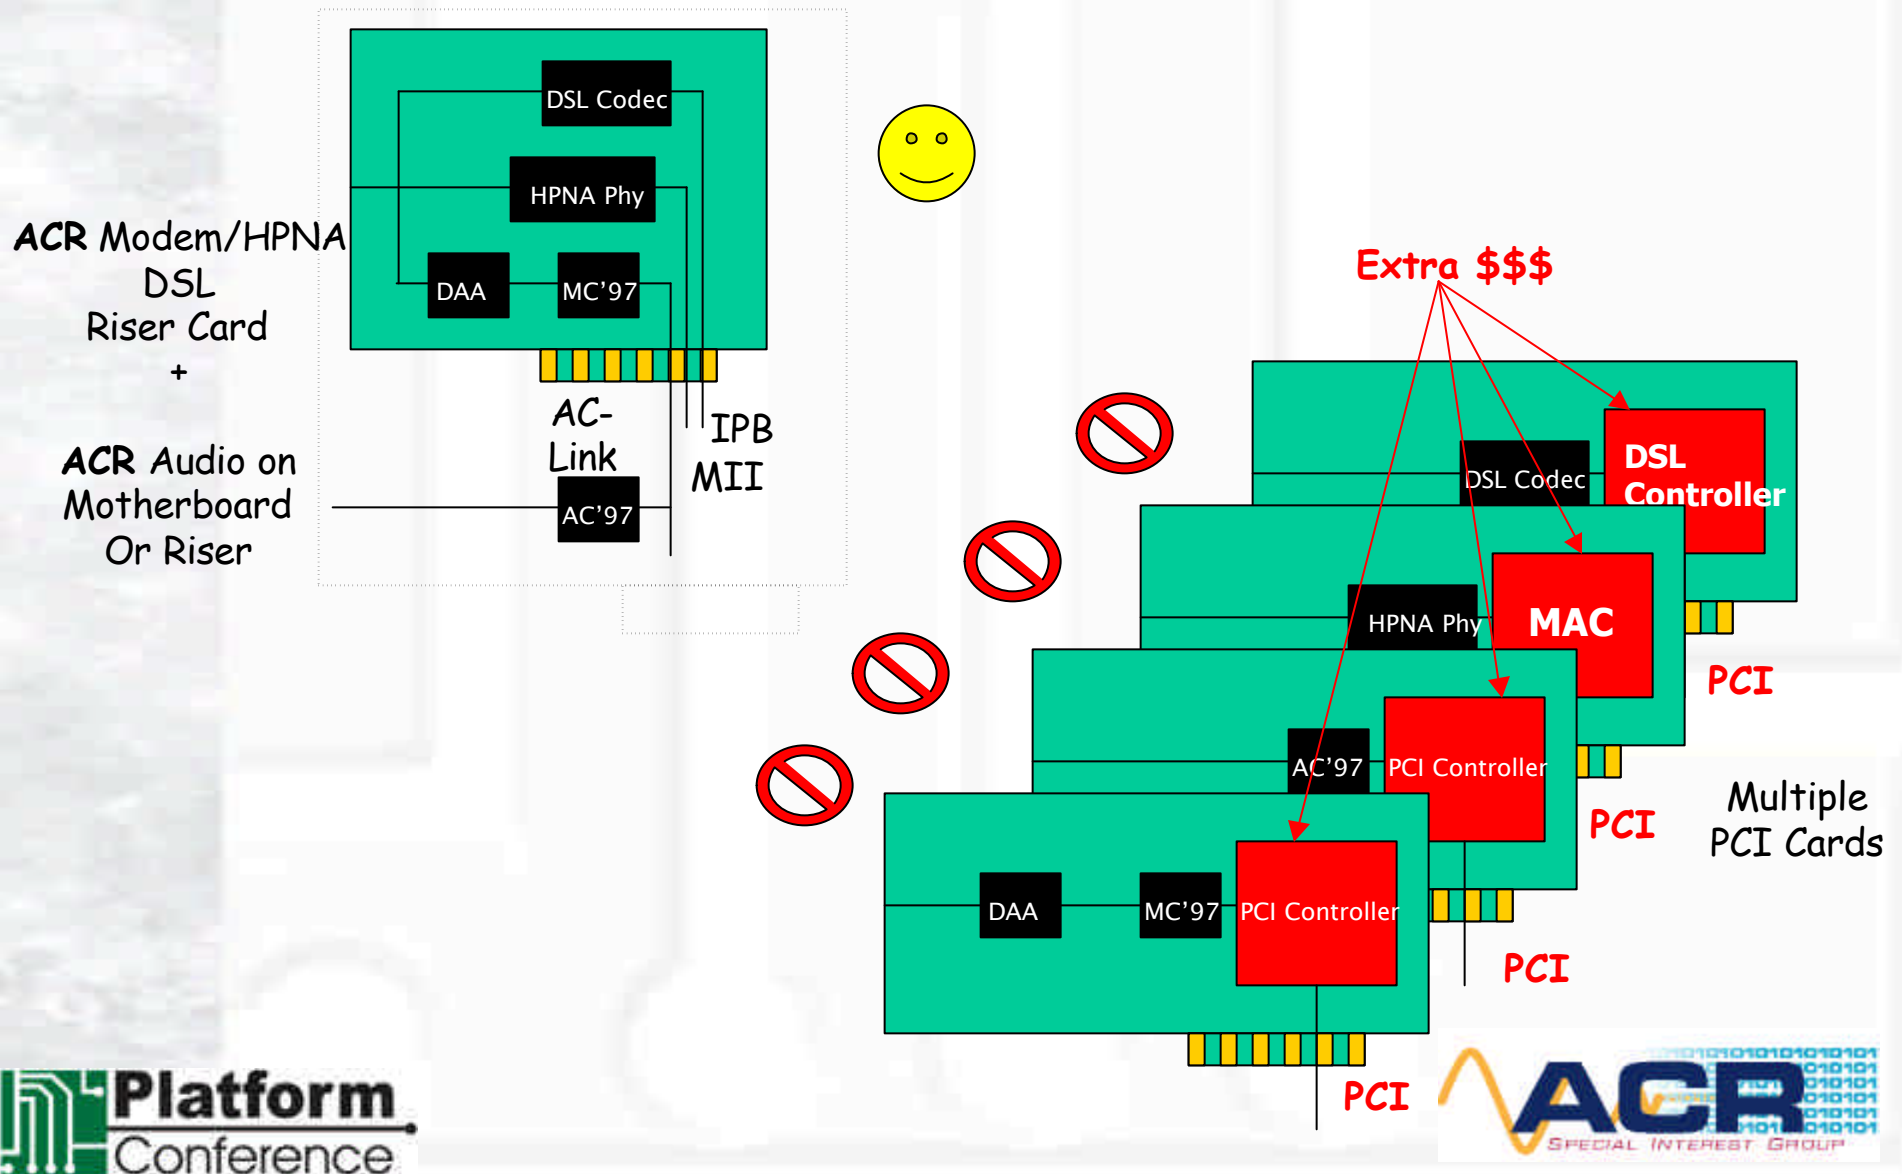 DSL Codec
HPNA Phy
DAA
MC'97
ACR Modem/HPNA
DSL
Riser Card
+
ACR Audio on
Motherboard
Or Riser
AC-
Link
IPB
MII
AC'97
Extra $$$
DSL Codec
DSL
Controller
HPNA Phy
MAC
PCI
AC'97
PCI Controller
PCI
Multiple
PCI Cards
DAA
MC'97
PCI Controller
PCI
PCI
Platform
Conference
ACR
SPECIAL INTEREST GROUP